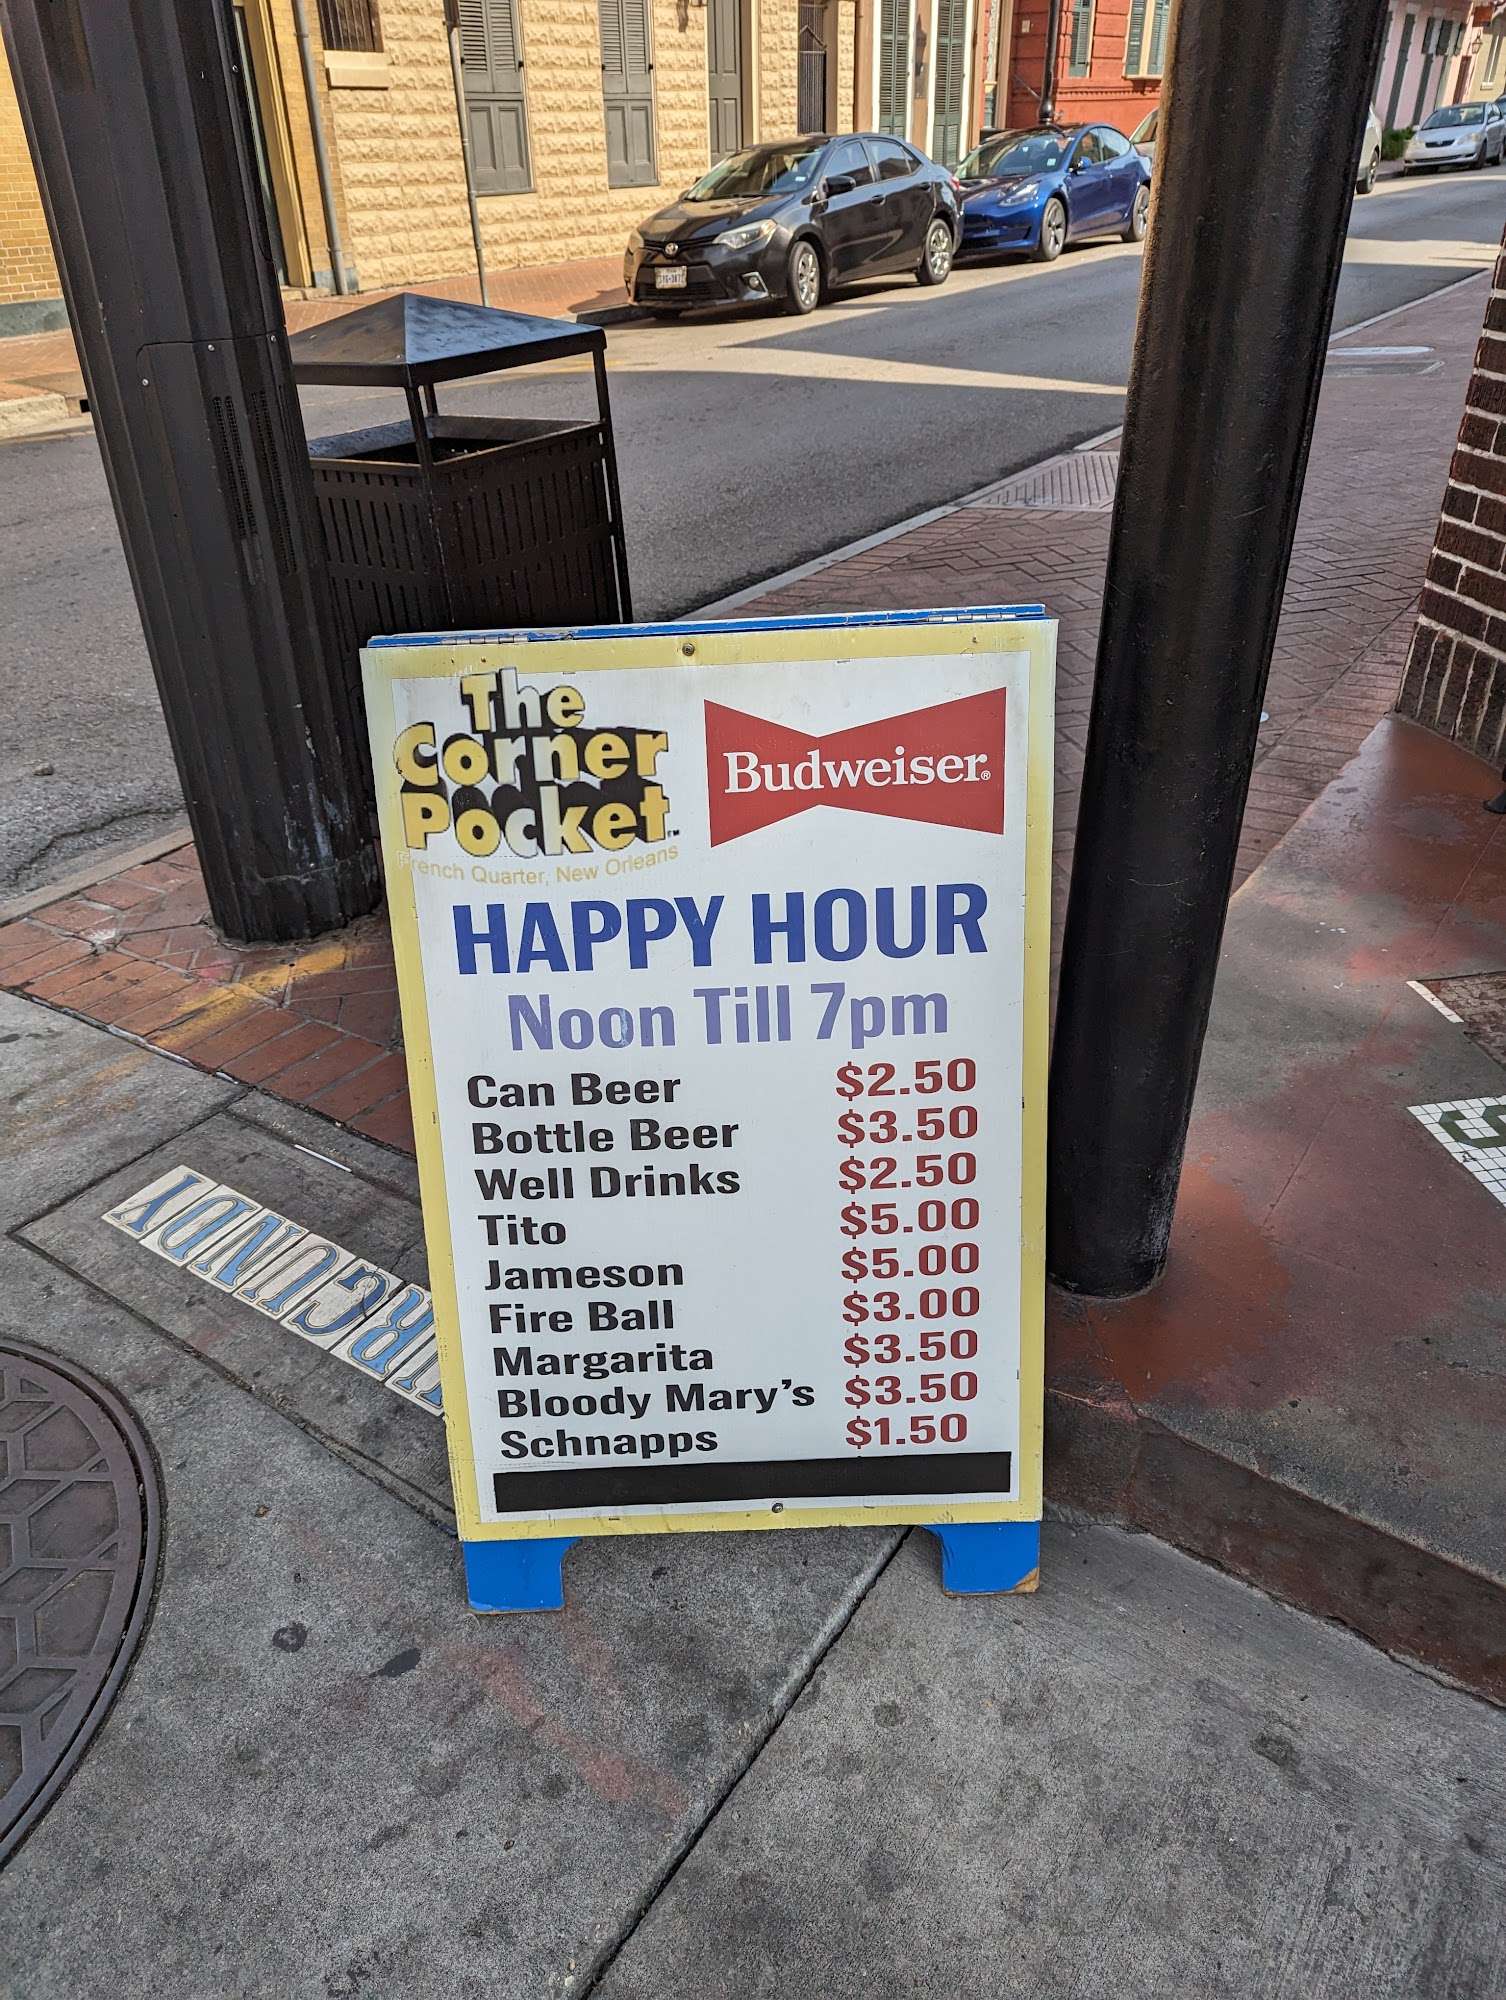 The
Corner
Pocket™
French Quarter, New Orleans
Budweiser®
HAPPY HOUR
Noon Till 7pm
Can Beer $2.50
Bottle Beer $3.50
Well Drinks $2.50
Tito $5.00
Jameson $5.00
Fire Ball $3.00
Margarita $3.50
Bloody Mary's $3.50
Schnapps $1.50
URGUNDY